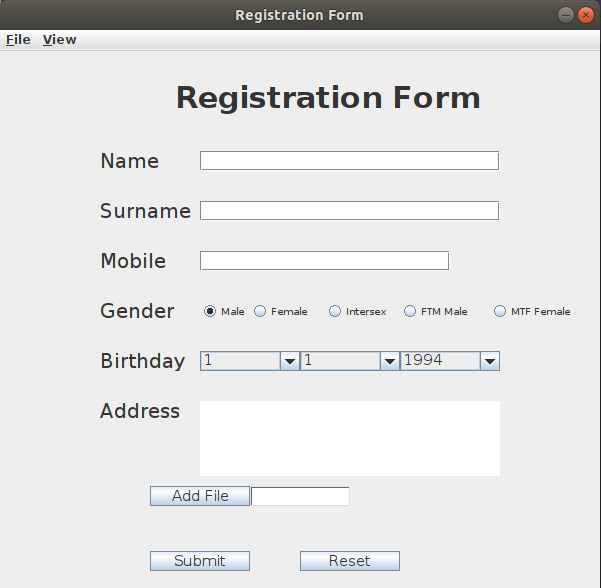 Registration Form
File View
Registration Form
Name
Surname
Mobile
Gender Male Female Intersex FTM Male MTF Female
Birthday 1 1 1994
Address
Add File
Submit Reset